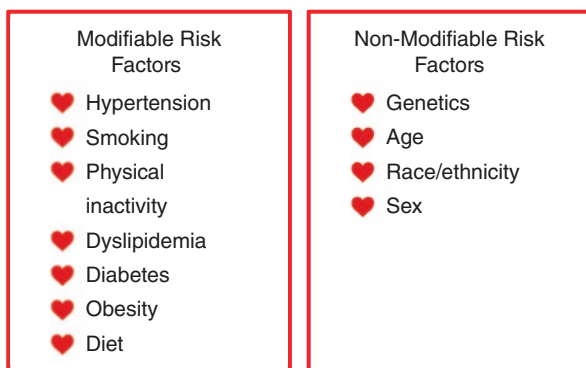 Modifiable Risk
Factors
Hypertension
Smoking
Physical
inactivity
Dyslipidemia
Diabetes
Obesity
Diet
Non-Modifiable Risk
Factors
Genetics
Age
Race/ethnicity
Sex